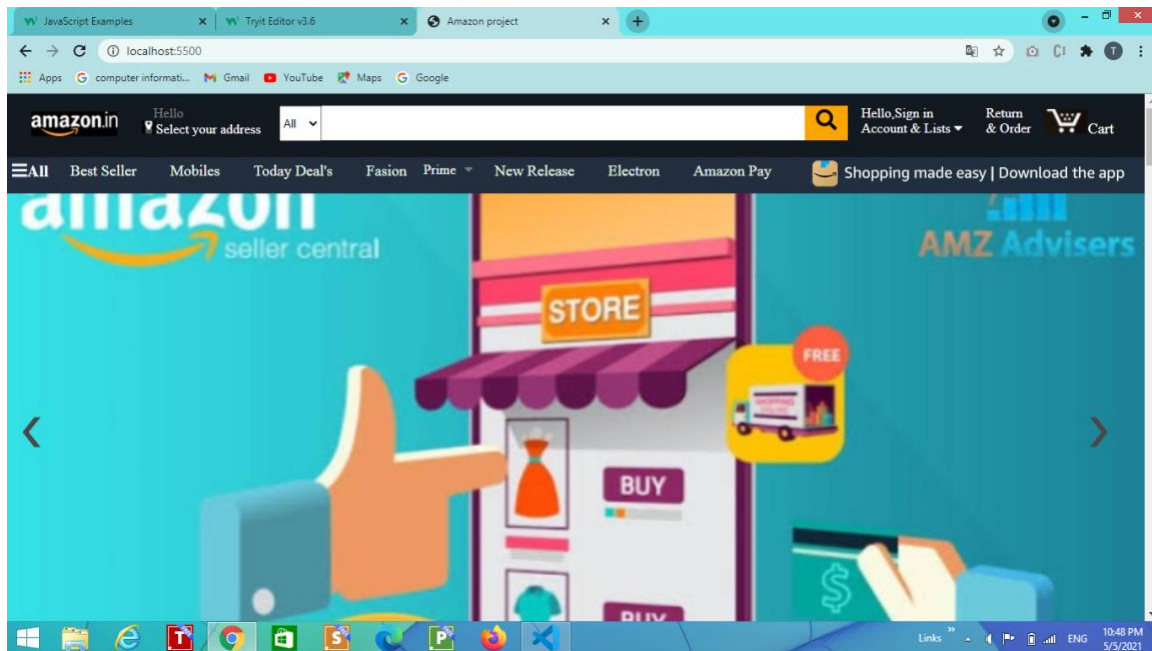 JavaScript Examples
Tryit Editor v3.6
Amazon project
localhost:5500
Apps
computer informati...
Gmail
YouTube
Maps
Google
amazon.in
Hello
Select your address
All
Hello,Sign in
Account & Lists
Return
& Order
Cart
All
Best Seller
Mobiles
Today Deal's
Fasion
Prime
New Release
Electron
Amazon Pay
Shopping made easy | Download the app
amazon
seller central
AMZ Advisers
STORE
FREE
BUY
BUY
Links
ENG
10:48 PM
5/5/2021